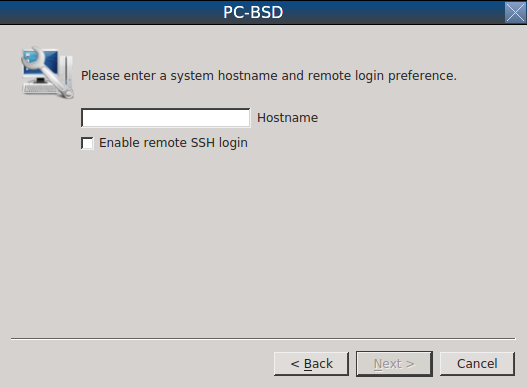 PC-BSD
Please enter a system hostname and remote login preference.
Hostname
Enable remote SSH login
< Back Next > Cancel